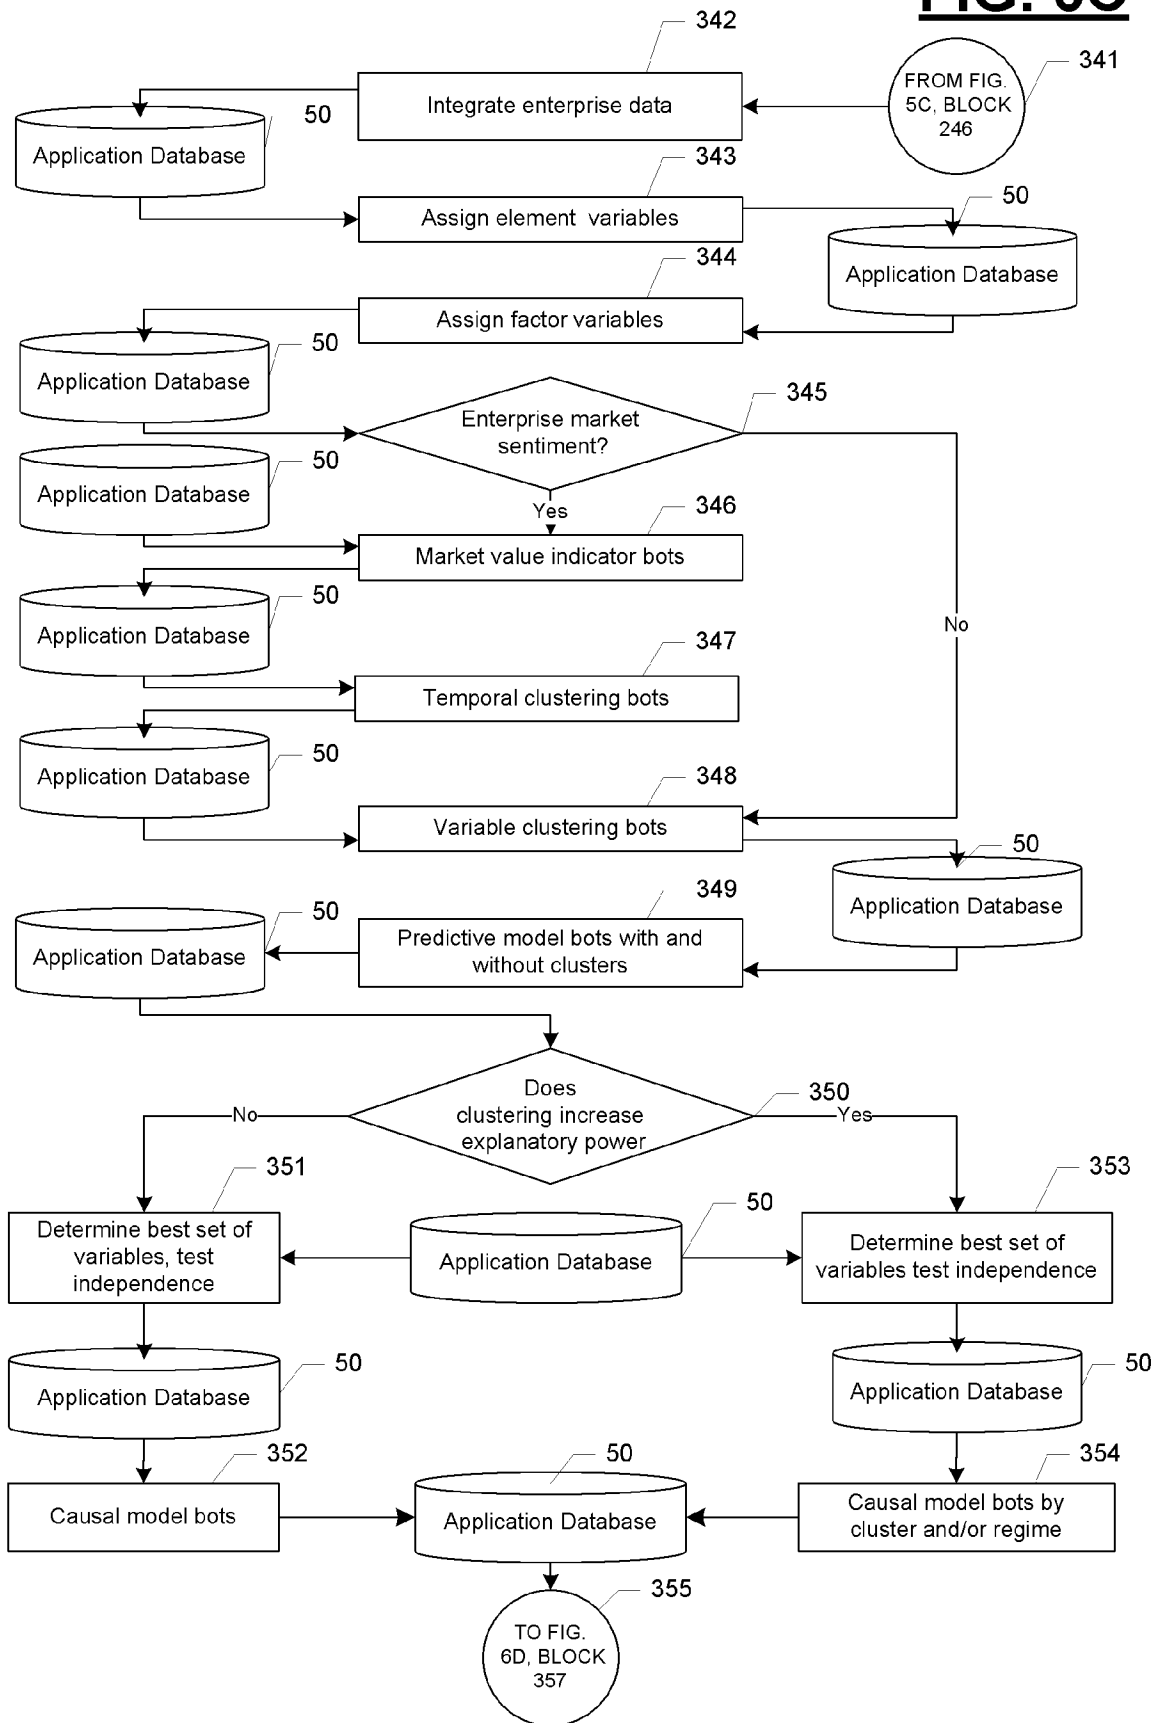 342
341
FROM FIG.
5C, BLOCK
246
Integrate enterprise data
50
Application Database
343
Assign element variables
50
Application Database
344
Assign factor variables
50
Application Database
345
Enterprise market
sentiment?
50
Application Database
Yes
346
Market value indicator bots
50
Application Database
No
347
Temporal clustering bots
50
Application Database
348
Variable clustering bots
50
Application Database
349
Predictive model bots with and
without clusters
50
Application Database
Does
clustering increase
explanatory power
350
No
Yes
351
353
50
Determine best set of
variables, test
independence
Application Database
Determine best set of
variables test independence
50
Application Database
50
Application Database
352
50
354
Causal model bots
Application Database
Causal model bots by
cluster and/or regime
355
TO FIG.
6D, BLOCK
357